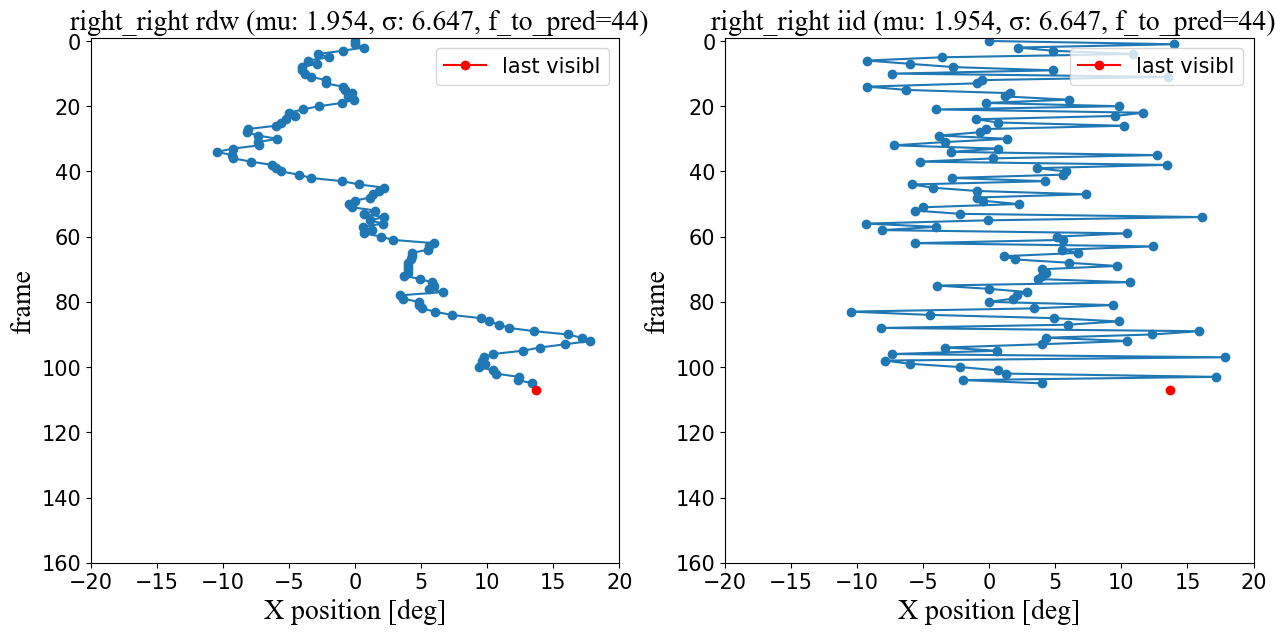 right_right rdw (mu: 1.954, σ: 6.647, f_to_pred=44)
last visibl
0
20
40
60
80
100
120
140
160
frame
−20 −15 −10 −5 0 5 10 15 20
X position [deg]
right_right iid (mu: 1.954, σ: 6.647, f_to_pred=44)
last visibl
0
20
40
60
80
100
120
140
160
frame
−20 −15 −10 −5 0 5 10 15 20
X position [deg]